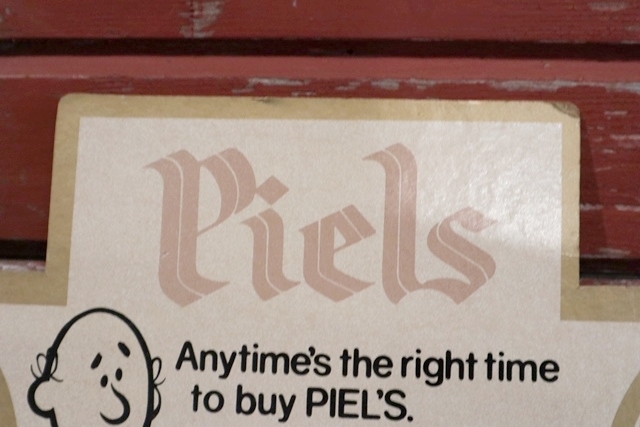 Piels
Anytime's the right time
to buy PIEL'S.